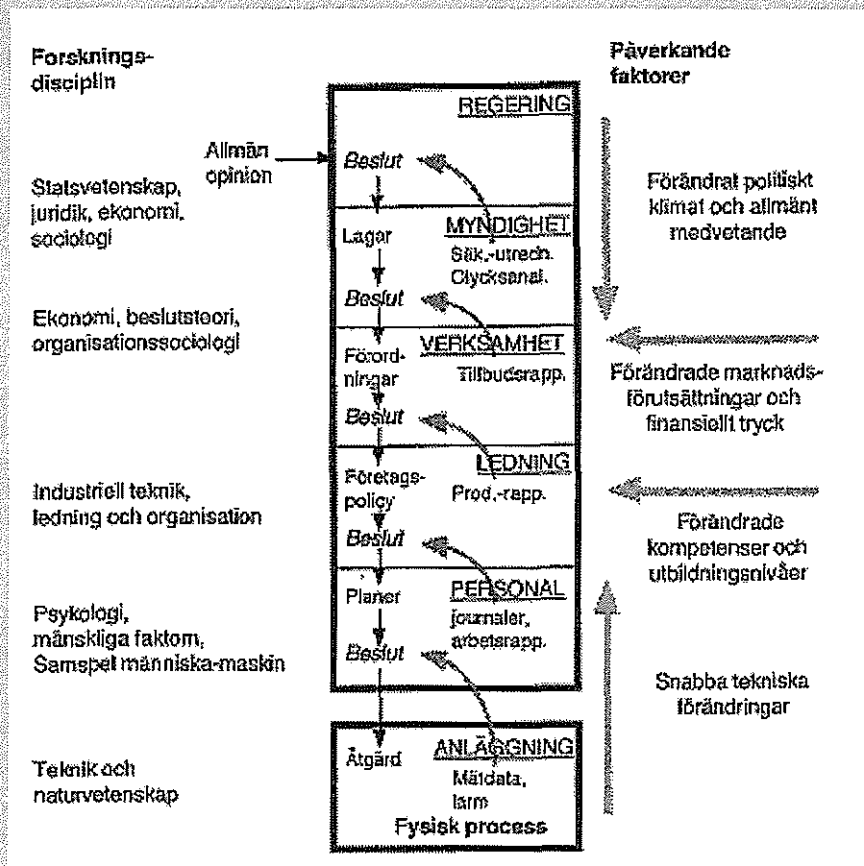 Forsknings-
disciplin
Påverkande
faktorer
REGERING
Allmän
opinion
Beslut
Statsvetenskap,
juridik, ekonomi,
sociologi
Förändrat politiskt
klimat och allmänt
medvetande
MYNDIGHET
Lagar
Säk.-utredn.
Olycksanal.
Beslut
Ekonomi, beslutsteori,
organisationssociologi
VERKSAMHET
Förord-
ningar
Tillbudsrapp.
Beslut
Förändrade marknads-
förutsättningar och
finansiellt tryck
LEDNING
Företags-
policy
Prod.-rapp.
Beslut
Industriell teknik,
ledning och organisation
Förändrade
kompetenser och
utbildningsnivåer
PERSONAL
Planer
journaler,
arbetsrapp.
Beslut
Psykologi,
mänskliga faktorn,
Samspel människa-maskin
Snabba tekniska
förändringar
ANLÄGGNING
Åtgärd
Mätdata,
larm
Fysisk process
Teknik och
naturvetenskap